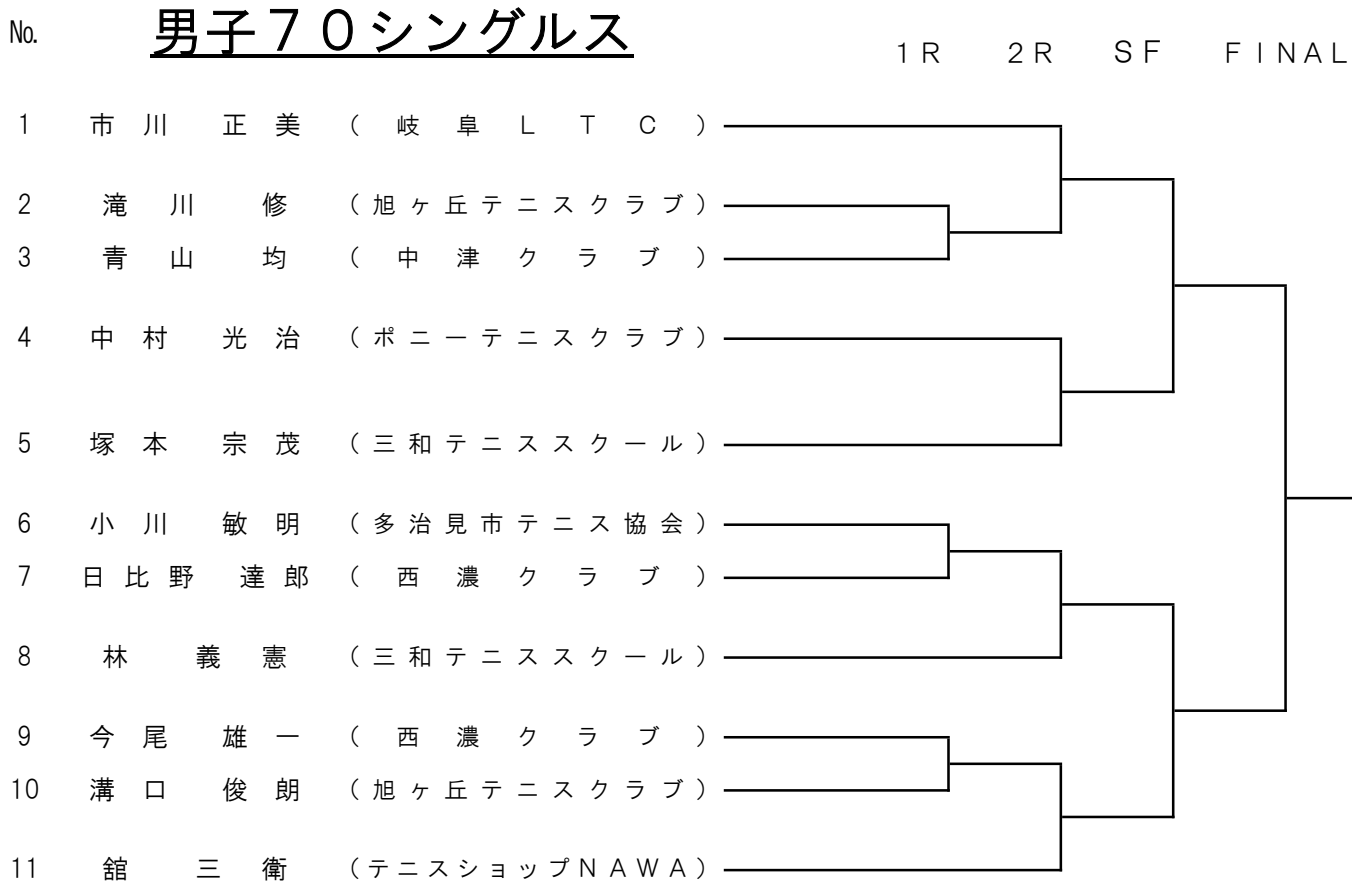 No. 男子７０シングルス １Ｒ ２Ｒ ＳＦ ＦＩＮＡＬ
1 市川 正美 （岐阜ＬＴＣ）
2 滝川 修 （旭ヶ丘テニスクラブ）
3 青山 均 （中津クラブ）
4 中村 光治 （ポニーテニスクラブ）
5 塚本 宗茂 （三和テニススクール）
6 小川 敏明 （多治見市テニス協会）
7 日比野 達郎 （西濃クラブ）
8 林 義憲 （三和テニススクール）
9 今尾 雄一 （西濃クラブ）
10 溝口 俊朗 （旭ヶ丘テニスクラブ）
11 舘 三衛 （テニスショップＮＡＷＡ）